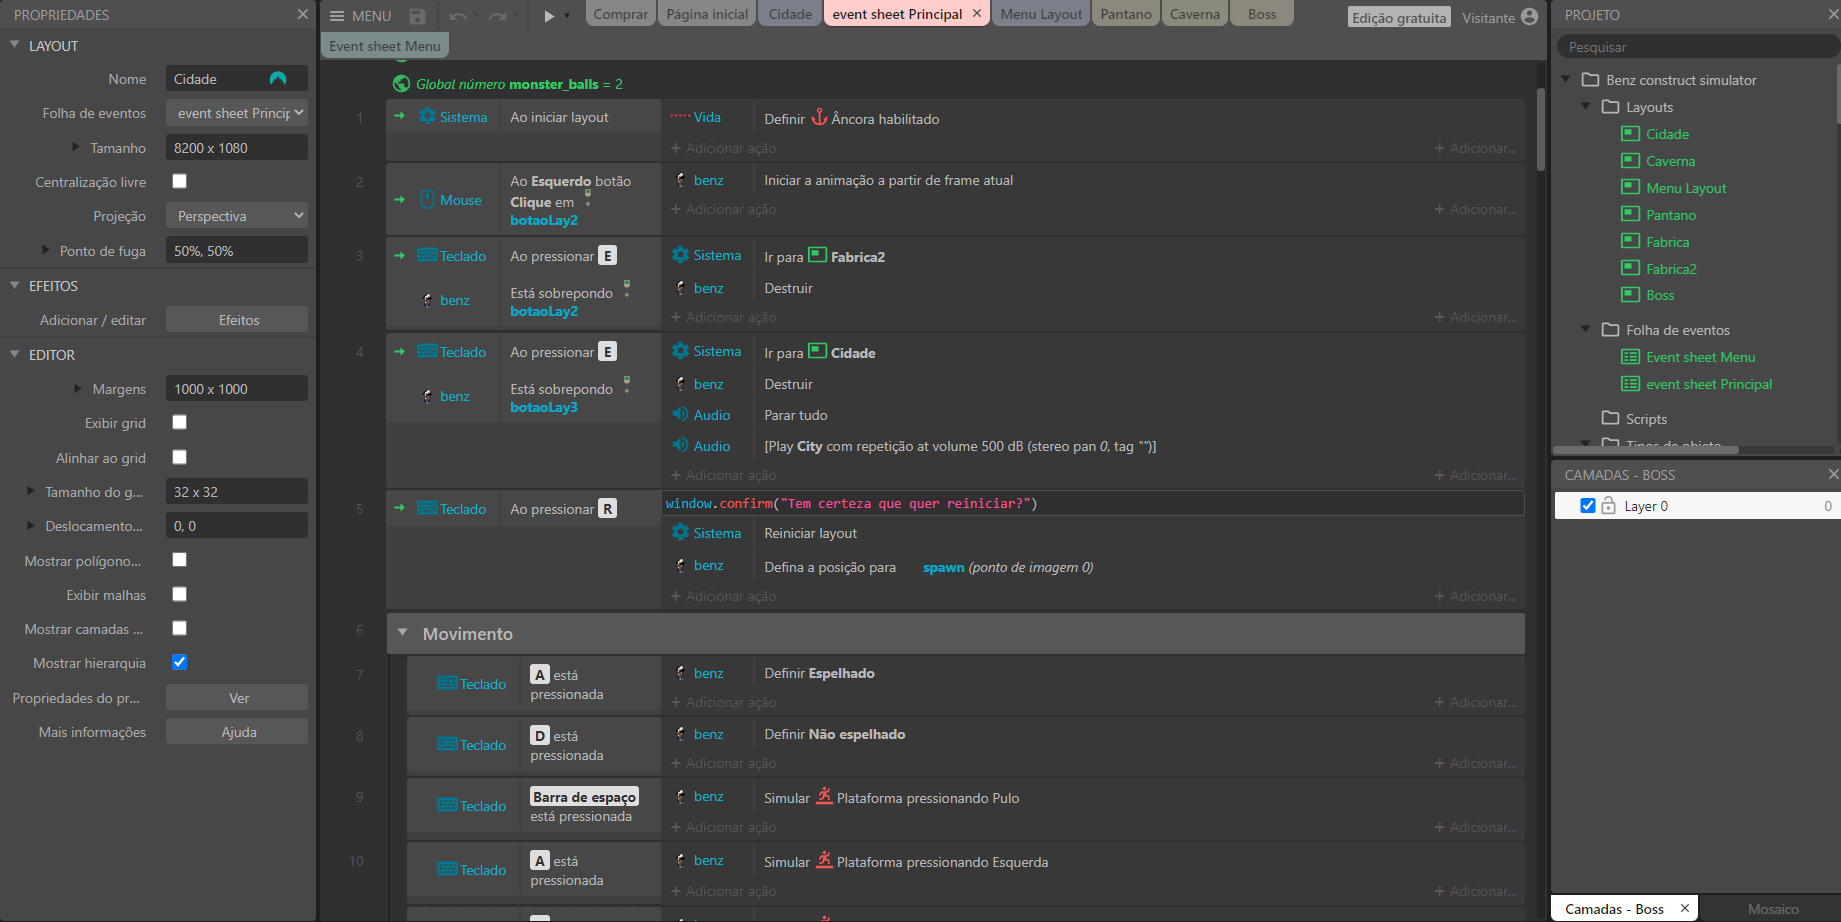 PROPRIEDADES
LAYOUT
Nome Cidade
Folha de eventos event sheet Princip
Tamanho 8200 x 1080
Centralização livre
Projeção Perspectiva
Ponto de fuga 50%, 50%
EFEITOS
Adicionar / editar Efeitos
EDITOR
Margens 1000 x 1000
Exibir grid
Alinhar ao grid
Tamanho do g... 32 x 32
Deslocamento... 0, 0
Mostrar polígono...
Exibir malhas
Mostrar camadas ...
Mostrar hierarquia
Propriedades do pr... Ver
Mais informações Ajuda
MENU
Comprar Página inicial Cidade event sheet Principal Menu Layout Pantano Caverna Boss
Edição gratuita Visitante
Event sheet Menu
Global número monster_balls = 2
1 Sistema Ao iniciar layout Vida Definir Âncora habilitado
+ Adicionar ação + Adicionar...
2 Mouse Ao Esquerdo botão
Clique em
botaoLay2
benz Iniciar a animação a partir de frame atual
+ Adicionar ação + Adicionar...
3 Teclado Ao pressionar E Sistema Ir para Fabrica2
benz Está sobrepondo
botaoLay2
benz Destruir
+ Adicionar ação + Adicionar...
4 Teclado Ao pressionar E Sistema Ir para Cidade
benz Está sobrepondo
botaoLay3
benz Destruir
Audio Parar tudo
Audio [Play City com repetição at volume 500 dB (stereo pan 0, tag "")]
+ Adicionar ação + Adicionar...
5 Teclado Ao pressionar R window.confirm("Tem certeza que quer reiniciar?")
Sistema Reiniciar layout
benz Defina a posição para spawn (ponto de imagem 0)
+ Adicionar ação + Adicionar...
6 Movimento
7 Teclado A está
pressionada
benz Definir Espelhado
+ Adicionar ação + Adicionar...
8 Teclado D está
pressionada
benz Definir Não espelhado
+ Adicionar ação + Adicionar...
9 Teclado Barra de espaço
está pressionada
benz Simular Plataforma pressionando Pulo
+ Adicionar ação + Adicionar...
10 Teclado A está
pressionada
benz Simular Plataforma pressionando Esquerda
+ Adicionar ação + Adicionar...
PROJETO
Pesquisar
Benz construct simulator
Layouts
Cidade
Caverna
Menu Layout
Pantano
Fabrica
Fabrica2
Boss
Folha de eventos
Event sheet Menu
event sheet Principal
Scripts
Tipos de objeto
CAMADAS - BOSS
Layer 0 0
Camadas - Boss Mosaico